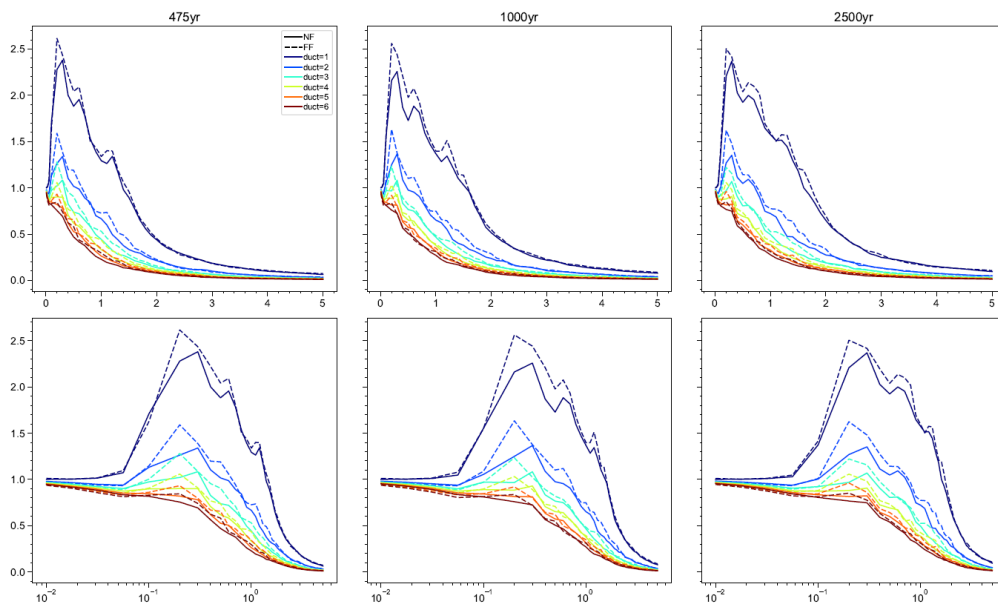 475yr
1000yr
2500yr
2.5
2.0
1.5
1.0
0.5
0.0
NF
FF
duct=1
duct=2
duct=3
duct=4
duct=5
duct=6
0 1 2 3 4 5
0 1 2 3 4 5
0 1 2 3 4 5
2.5
2.0
1.5
1.0
0.5
0.0
10⁻² 10⁻¹ 10⁰
10⁻² 10⁻¹ 10⁰
10⁻² 10⁻¹ 10⁰